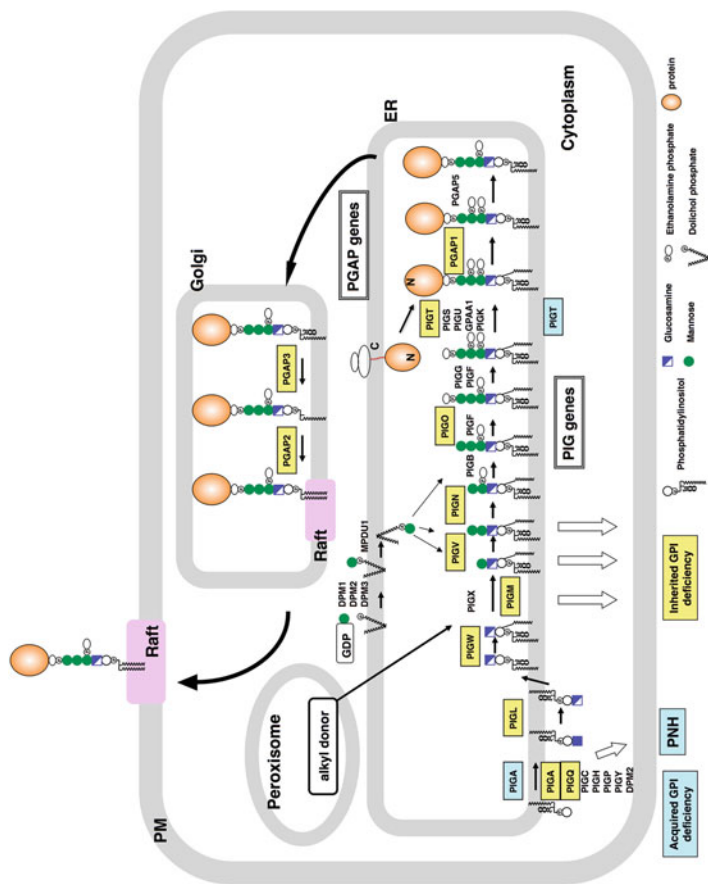 PM
Raft
Golgi
PGAP2
PGAP3
Raft
Peroxisome
alkyl donor
GDP
DPM1
DPM2
DPM3
MPDU1
C
N
N
PGAP genes
ER
Cytoplasm
PIGA
PIGA
PIGQ
PIGC
PIGH
PIGP
PIGY
DPM2
PIGL
PIGW
PIGX
PIGM
PIGV
PIGN
PIGB
PIGF
PIGO
PIGG
PIGF
PIGT
PIGS
PIGU
GPAA1
PIGK
PIGT
PGAP1
PGAP5
PIG genes
Acquired GPI
deficiency
PNH
Inherited GPI
deficiency
Phosphatidylinositol
Glucosamine
Mannose
Ethanolamine phosphate
Dolichol phosphate
protein